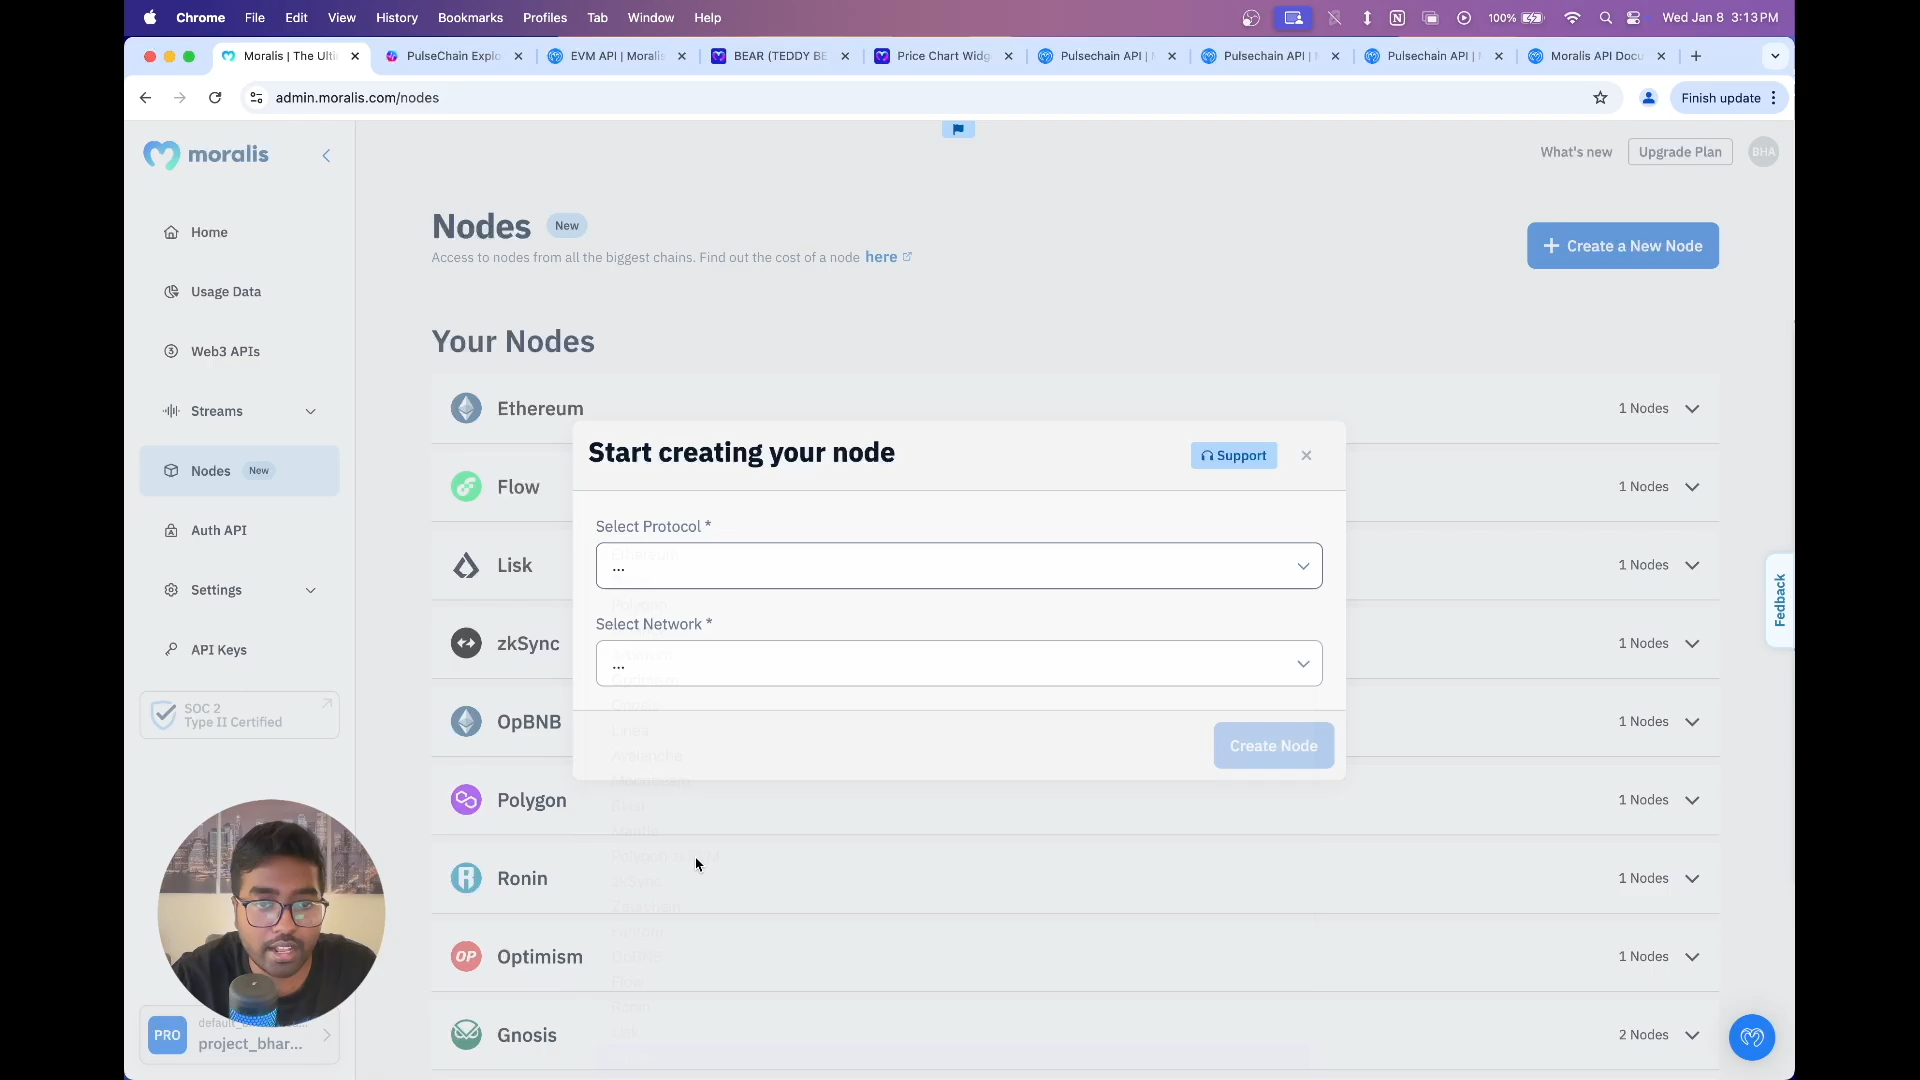 Chrome File Edit View History Bookmarks Profiles Tab Window Help
100% Wed Jan 8 3:13PM
Moralis | The Ulti
PulseChain Explo
EVM API | Moralis
BEAR (TEDDY BE
Price Chart Widg
Pulsechain API |
Pulsechain API |
Pulsechain API |
Moralis API Docu
admin.moralis.com/nodes
Finish update
moralis
What's new
Upgrade Plan
BHA
Home
Usage Data
Web3 APIs
Streams
Nodes New
Auth API
Settings
API Keys
SOC 2
Type II Certified
PRO
project_bhar...
Nodes New
Access to nodes from all the biggest chains. Find out the cost of a node here
+ Create a New Node
Your Nodes
Ethereum 1 Nodes
Flow 1 Nodes
Lisk 1 Nodes
zkSync 1 Nodes
OpBNB 1 Nodes
Polygon 1 Nodes
Ronin 1 Nodes
OP Optimism 1 Nodes
Gnosis 2 Nodes
Start creating your node
Support
Select Protocol *
...
Select Network *
...
Create Node
Feedback